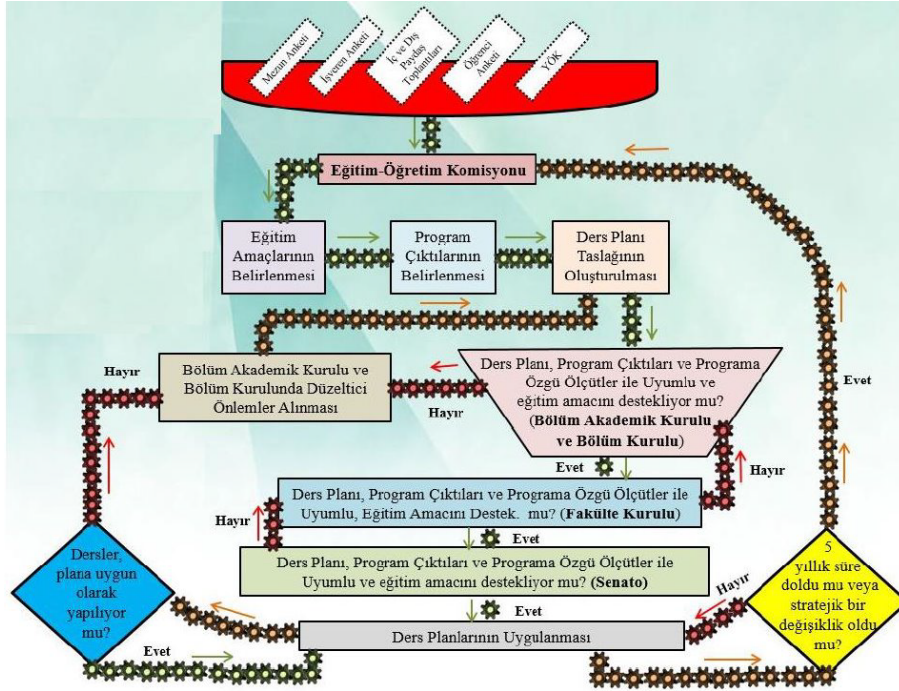 Mezun Anketi
İşveren Anketi
İç ve Dış
Paydaş
Toplantıları
Öğrenci
Anketi
YÖK
Eğitim-Öğretim Komisyonu
Eğitim
Amaçlarının
Belirlenmesi
Program
Çıktılarının
Belirlenmesi
Ders Planı
Taslağının
Oluşturulması
Hayır
Bölüm Akademik Kurulu ve
Bölüm Kurulunda Düzeltici
Önlemler Alınması
Hayır
Ders Planı, Program Çıktıları ve Programa
Özgü Ölçütler ile Uyumlu ve
eğitim amacını destekliyor mu?
(Bölüm Akademik Kurulu
ve Bölüm Kurulu)
Evet
Evet
Hayır
Ders Planı, Program Çıktıları ve Programa Özgü Ölçütler ile
Uyumlu, Eğitim Amacını Destek. mu? (Fakülte Kurulu)
Hayır
Evet
Ders Planı, Program Çıktıları ve Programa Özgü Ölçütler ile
Uyumlu ve eğitim amacını destekliyor mu? (Senato)
Dersler,
plana uygun
olarak
yapılıyor
mu?
5
yıllık süre
doldu mu veya
stratejik bir
değişiklik oldu
mu?
Hayır
Evet
Ders Planlarının Uygulanması
Evet